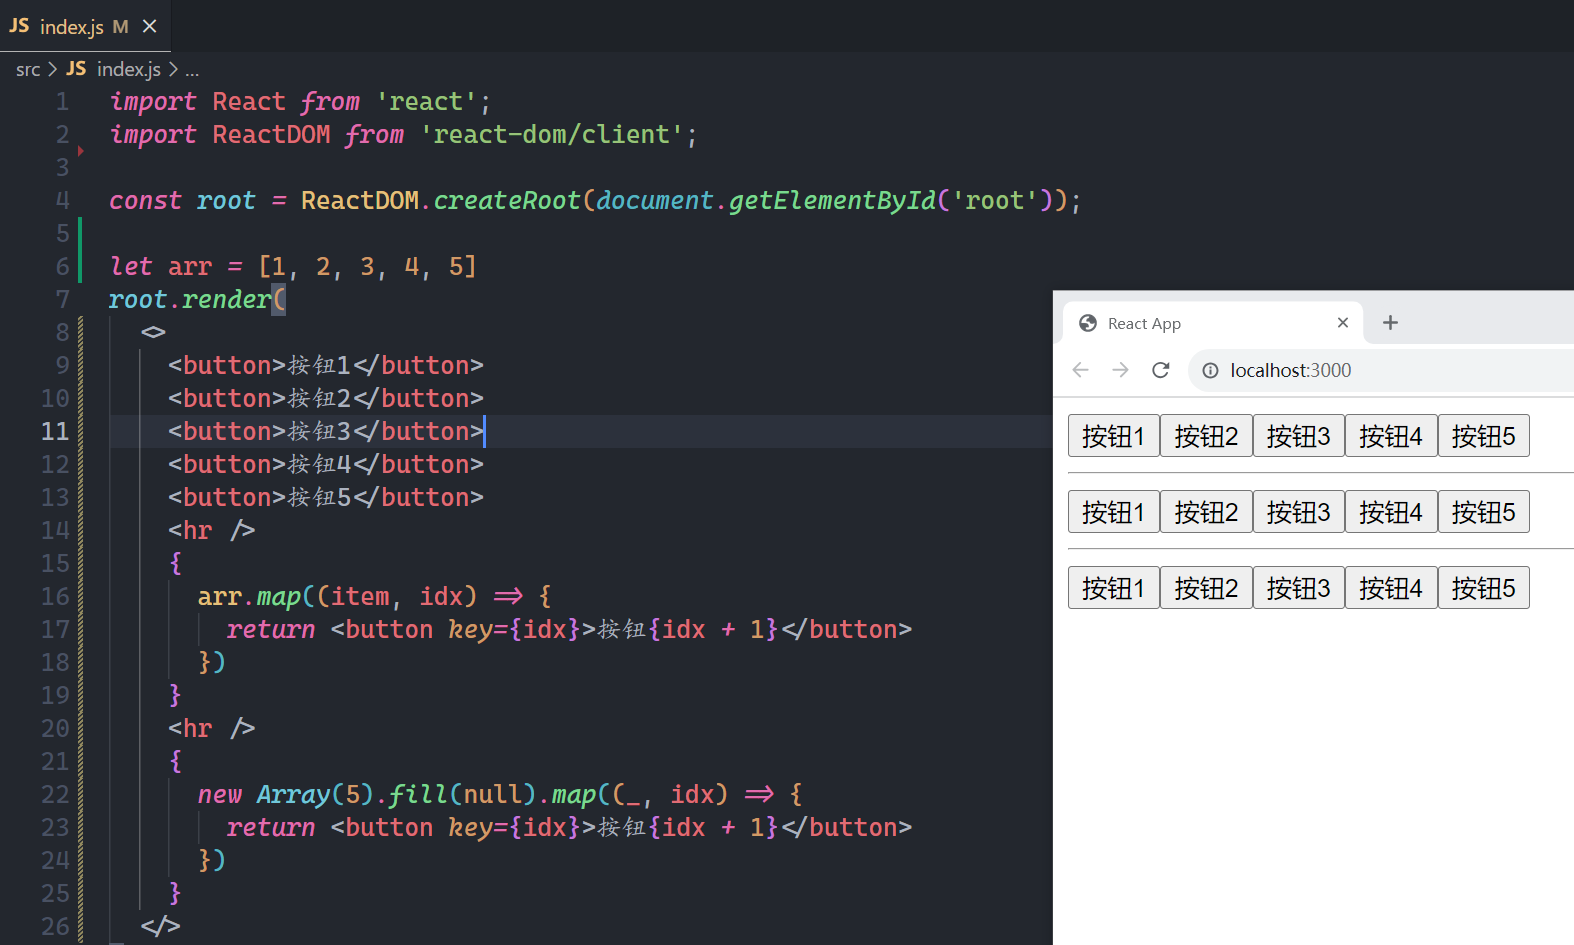 JS index.js M ×
src > JS index.js > ...
1 import React from 'react';
2 import ReactDOM from 'react-dom/client';
3
4 const root = ReactDOM.createRoot(document.getElementById('root'));
5
6 let arr = [1, 2, 3, 4, 5]
7 root.render(
8 <>
9 <button>按钮1</button>
10 <button>按钮2</button>
11 <button>按钮3</button>
12 <button>按钮4</button>
13 <button>按钮5</button>
14 <hr />
15 {
16 arr.map((item, idx) => {
17 return <button key={idx}>按钮{idx + 1}</button>
18 })
19 }
20 <hr />
21 {
22 new Array(5).fill(null).map((_, idx) => {
23 return <button key={idx}>按钮{idx + 1}</button>
24 })
25 }
26 </>
React App × +
localhost:3000
按钮1 按钮2 按钮3 按钮4 按钮5
按钮1 按钮2 按钮3 按钮4 按钮5
按钮1 按钮2 按钮3 按钮4 按钮5